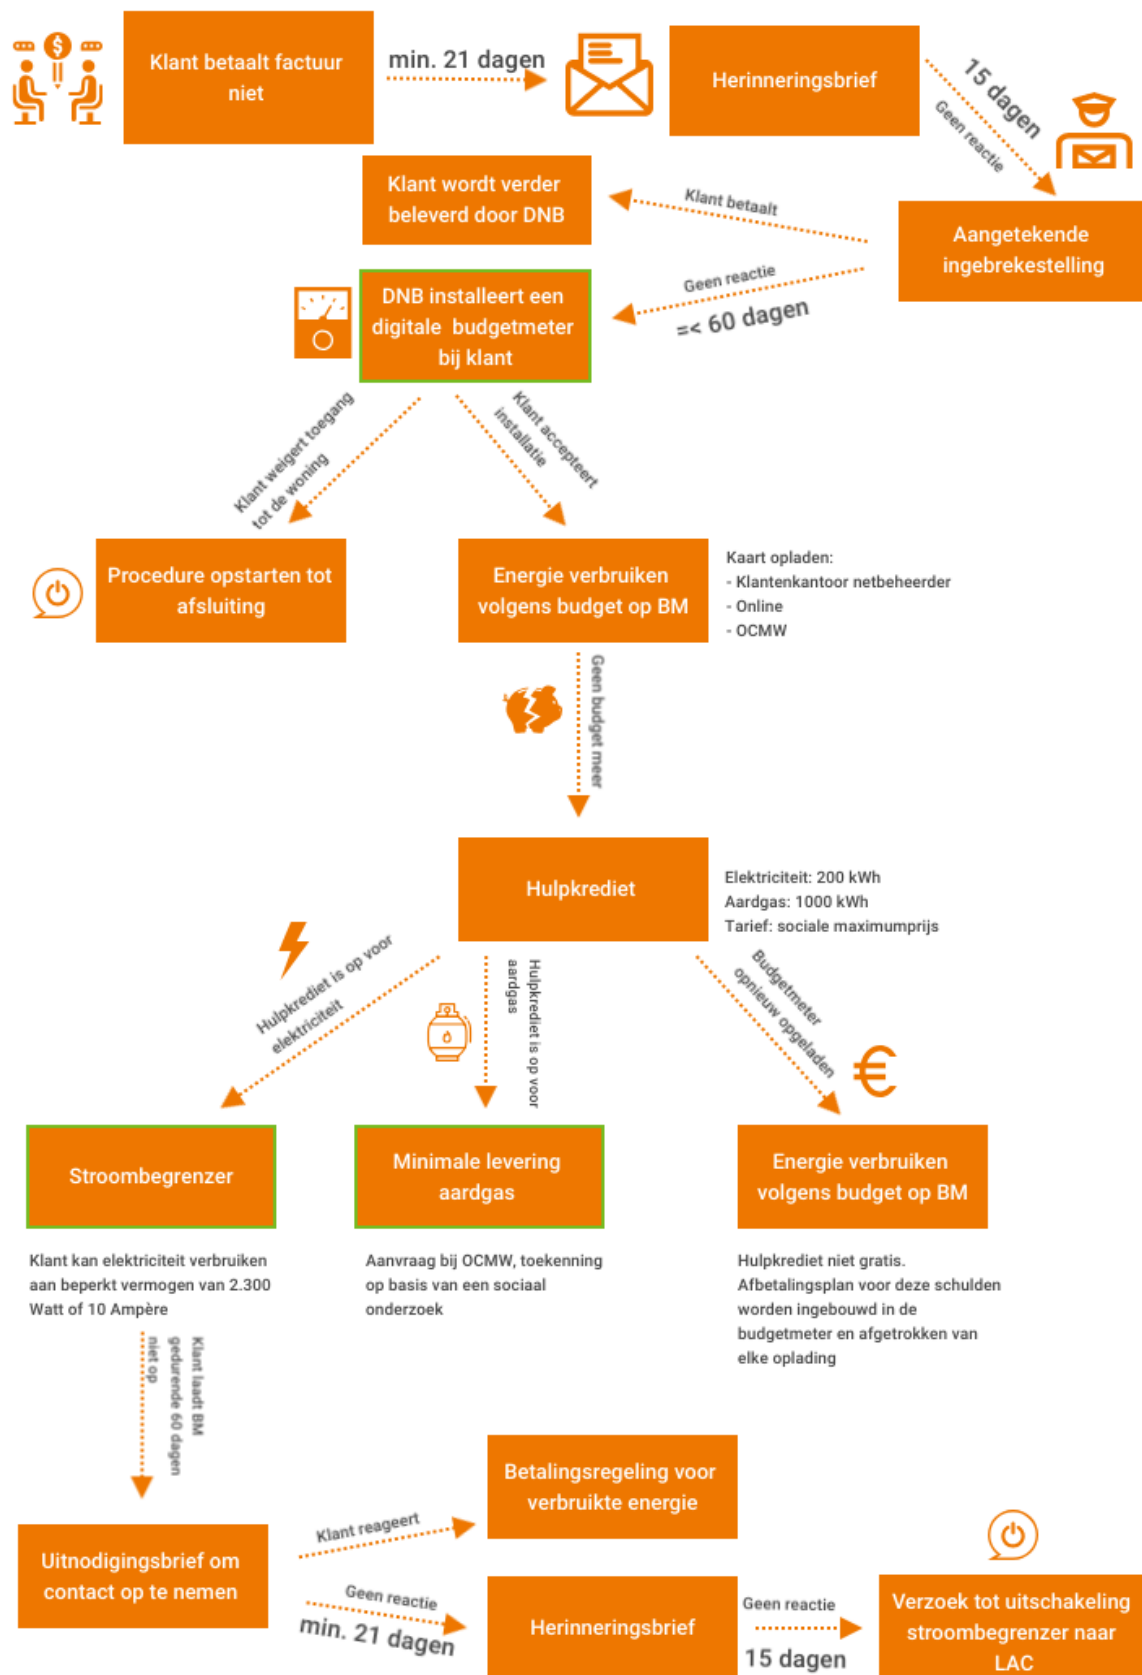 Klant betaalt factuur
niet
min. 21 dagen
Herinneringsbrief
15 dagen
Geen reactie
Aangetekende
ingebrekestelling
Klant betaalt
Klant wordt verder
beleverd door DNB
Geen reactie
=< 60 dagen
DNB installeert een
digitale budgetmeter
bij klant
Klant weigert toegang
tot de woning
Klant accepteert
installatie
Procedure opstarten tot
afsluiting
Energie verbruiken
volgens budget op BM
Kaart opladen:
- Klantenkantoor netbeheerder
- Online
- OCMW
Geen budget meer
Hulpkrediet
Elektriciteit: 200 kWh
Aardgas: 1000 kWh
Tarief: sociale maximumprijs
Hulpkrediet is op voor
elektriciteit
Hulpkrediet is op voor
aardgas
Budgetmeter
opnieuw opgeladen
€
Stroombegrenzer
Klant kan elektriciteit verbruiken
aan beperkt vermogen van 2.300
Watt of 10 Ampère
Minimale levering
aardgas
Aanvraag bij OCMW, toekenning
op basis van een sociaal
onderzoek
Energie verbruiken
volgens budget op BM
Hulpkrediet niet gratis.
Afbetalingsplan voor deze schulden
worden ingebouwd in de
budgetmeter en afgetrokken van
elke oplading
Klant laadt BM
gedurende 60 dagen
niet op
Uitnodigingsbrief om
contact op te nemen
Klant reageert
Betalingsregeling voor
verbruikte energie
Geen reactie
min. 21 dagen
Herinneringsbrief
Geen reactie
15 dagen
Verzoek tot uitschakeling
stroombegrenzer naar
LAC